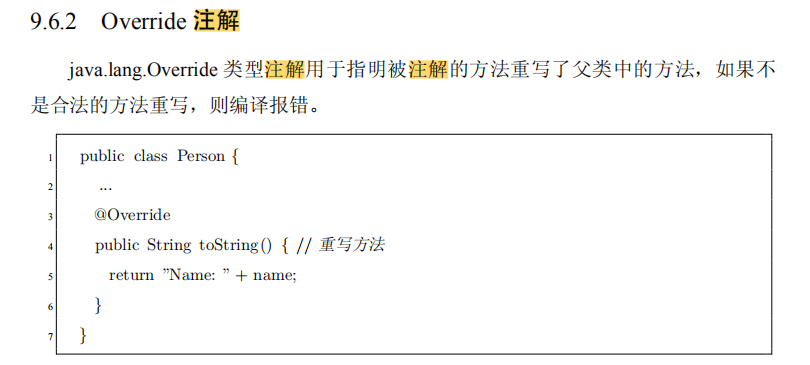 9.6.2 Override 注解
java.lang.Override 类型注解用于指明被注解的方法重写了父类中的方法，如果不
是合法的方法重写，则编译报错。
1 public class Person {
2 ...
3 @Override
4 public String toString() { // 重写方法
5 return ”Name: ” + name;
6 }
7 }